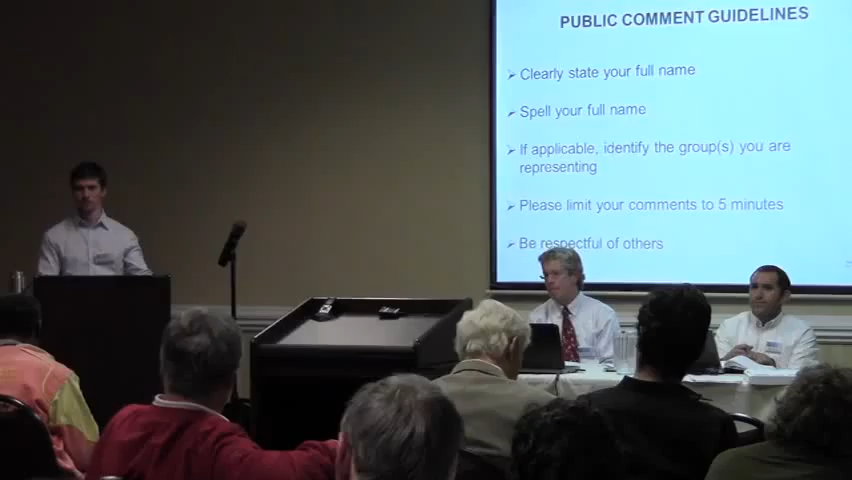 PUBLIC COMMENT GUIDELINES
➢ Clearly state your full name
➢ Spell your full name
➢ If applicable, identify the group(s) you are
representing
➢ Please limit your comments to 5 minutes
➢ Be respectful of others